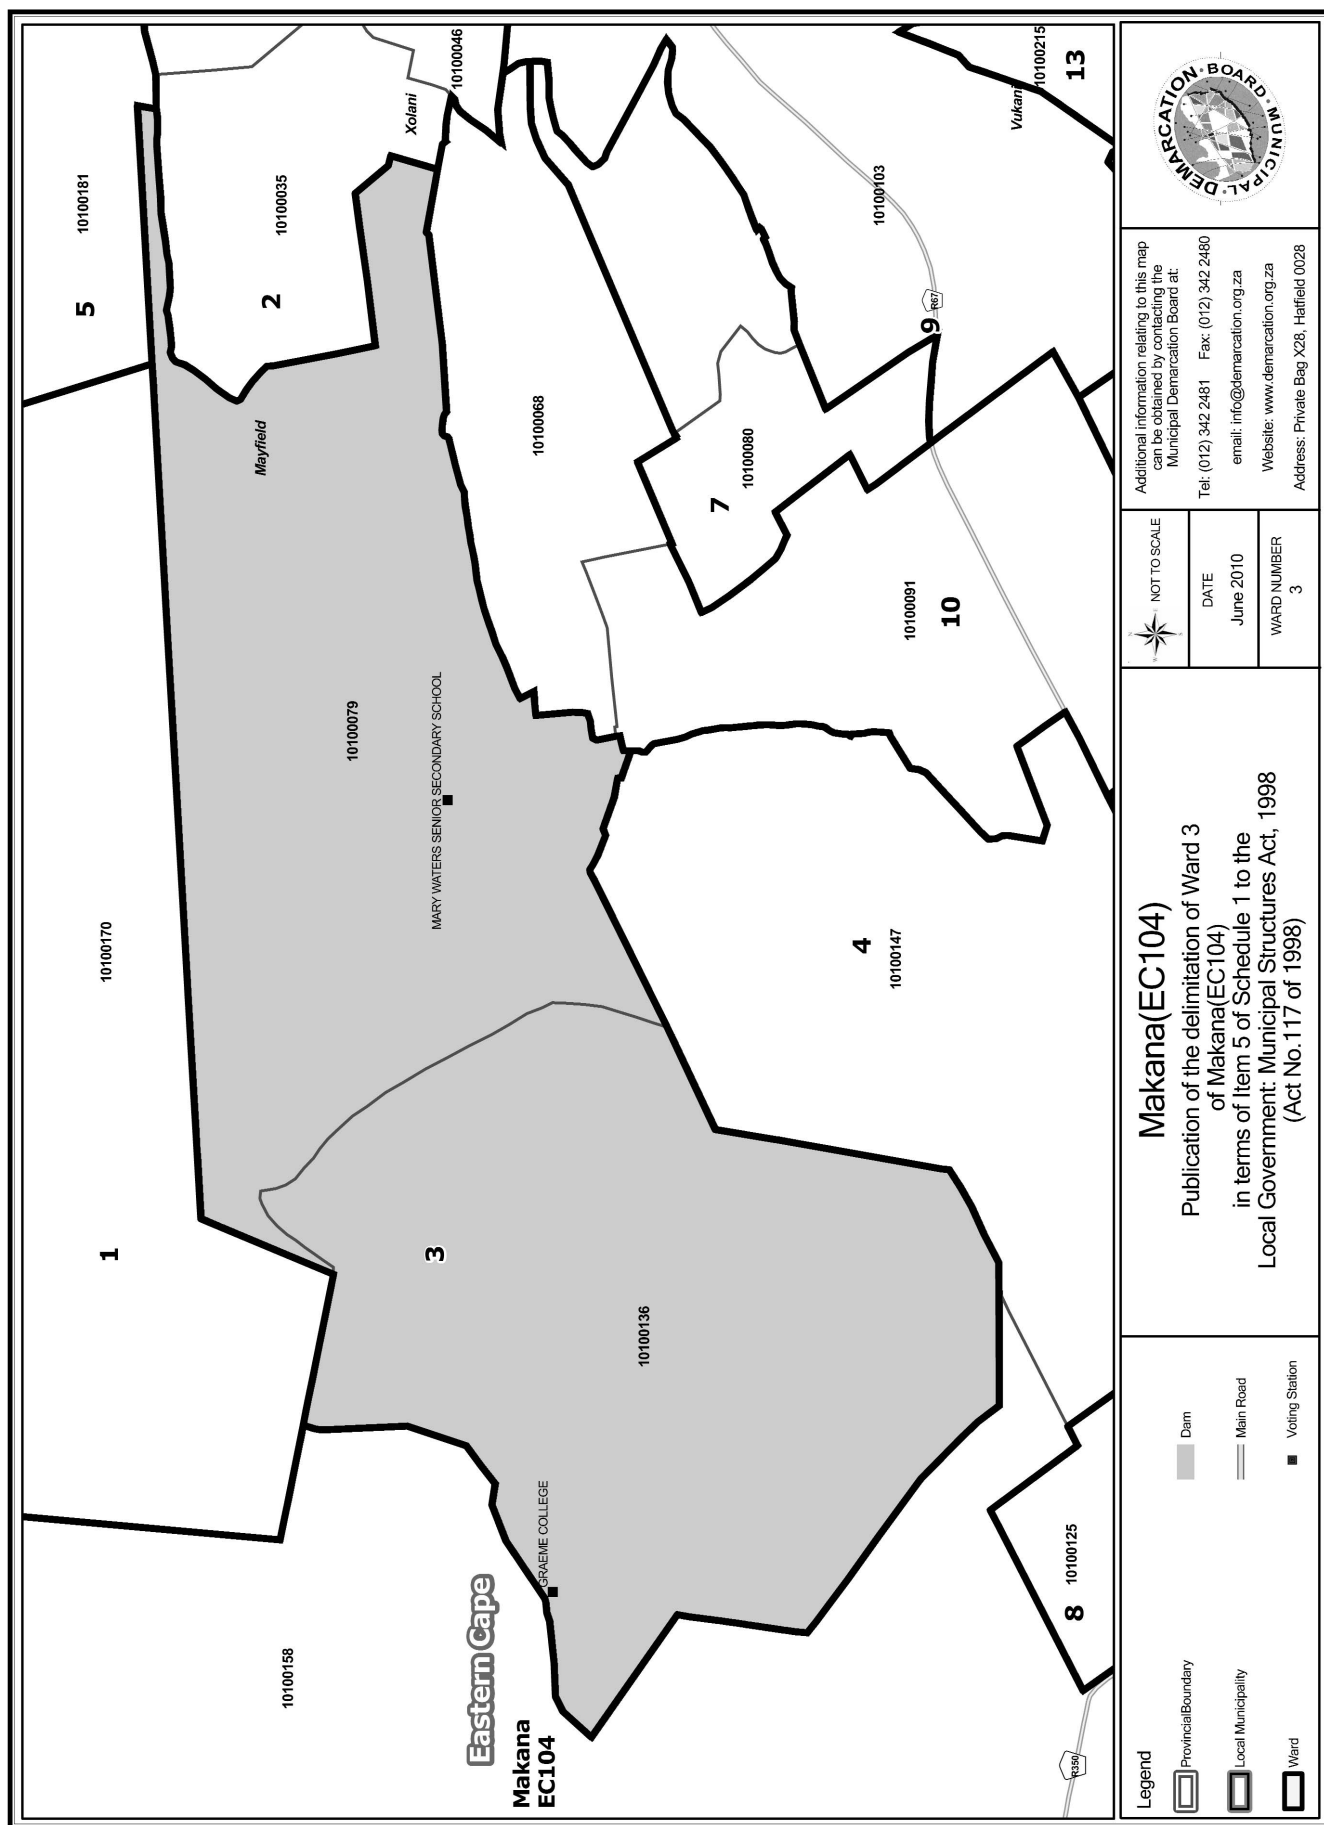 10100181
5
10100046
Xolani
10100035
2
Mayfield
10100170
10100079
MARY WATERS SENIOR SECONDARY SCHOOL
10100068
10100215
13
Vukani
10100103
R67
9
10100080
7
10100091
10
1
3
4
10100147
10100136
GRAEME COLLEGE
10100158
Eastern Cape
Makana
EC104
10100125
8
R350
Legend
ProvincialBoundary
Local Municipality
Ward
Dam
Main Road
Voting Station
Makana(EC104)
Publication of the delimitation of Ward 3
of Makana(EC104)
in terms of Item 5 of Schedule 1 to the
Local Government: Municipal Structures Act, 1998
(Act No.117 of 1998)
N
W
E
S
NOT TO SCALE
DATE
June 2010
WARD NUMBER
3
Additional information relating to this map
can be obtained by contacting the
Municipal Demarcation Board at:
Tel: (012) 342 2481 Fax: (012) 342 2480
email: info@demarcation.org.za
Website: www.demarcation.org.za
Address: Private Bag X28, Hatfield 0028
MUNICIPAL • DEMARCATION • BOARD •